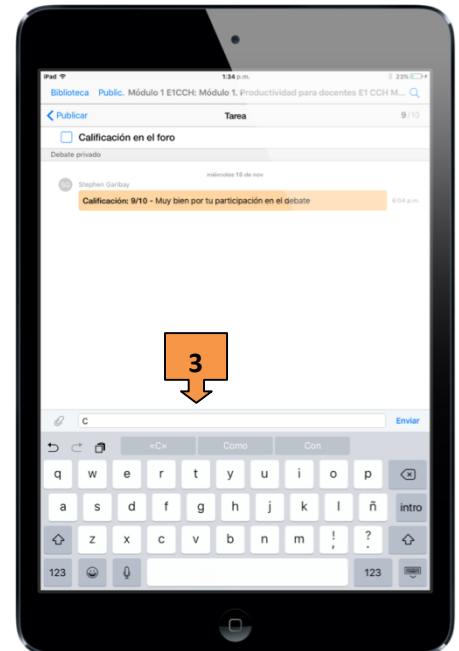 iPad 1:34 p.m. 23%
Biblioteca Public. Módulo 1 E1CCH: Módulo 1. Productividad para docentes E1 CCH M...
Publicar Tarea 9/10
Calificación en el foro
Debate privado
miércoles 18 de nov
SG Stephen Garibay
Calificación: 9/10 - Muy bien por tu participación en el debate 6:04 p.m.
3
C Enviar
«C» Como Con
q w e r t y u i o p
a s d f g h j k l ñ intro
z x c v b n m ! , ? .
123 123